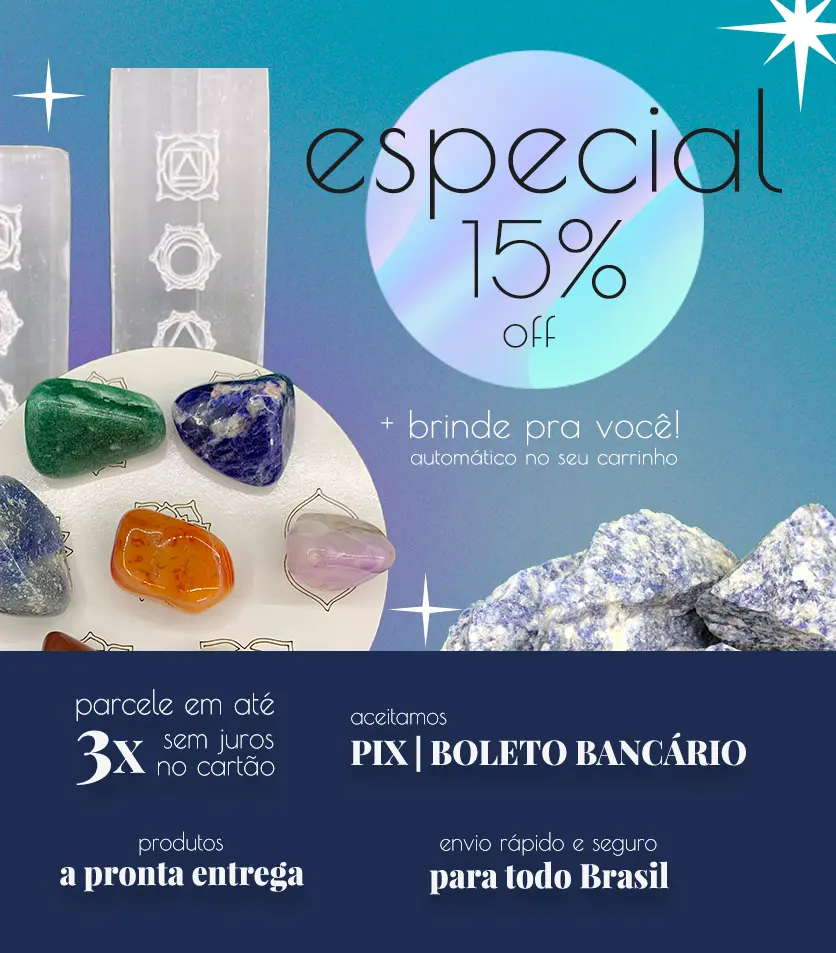 especial
15%
off
+ brinde pra você!
automático no seu carrinho
parcele em até
3x sem juros
no cartão
aceitamos
PIX | BOLETO BANCÁRIO
produtos
a pronta entrega
envio rápido e seguro
para todo Brasil